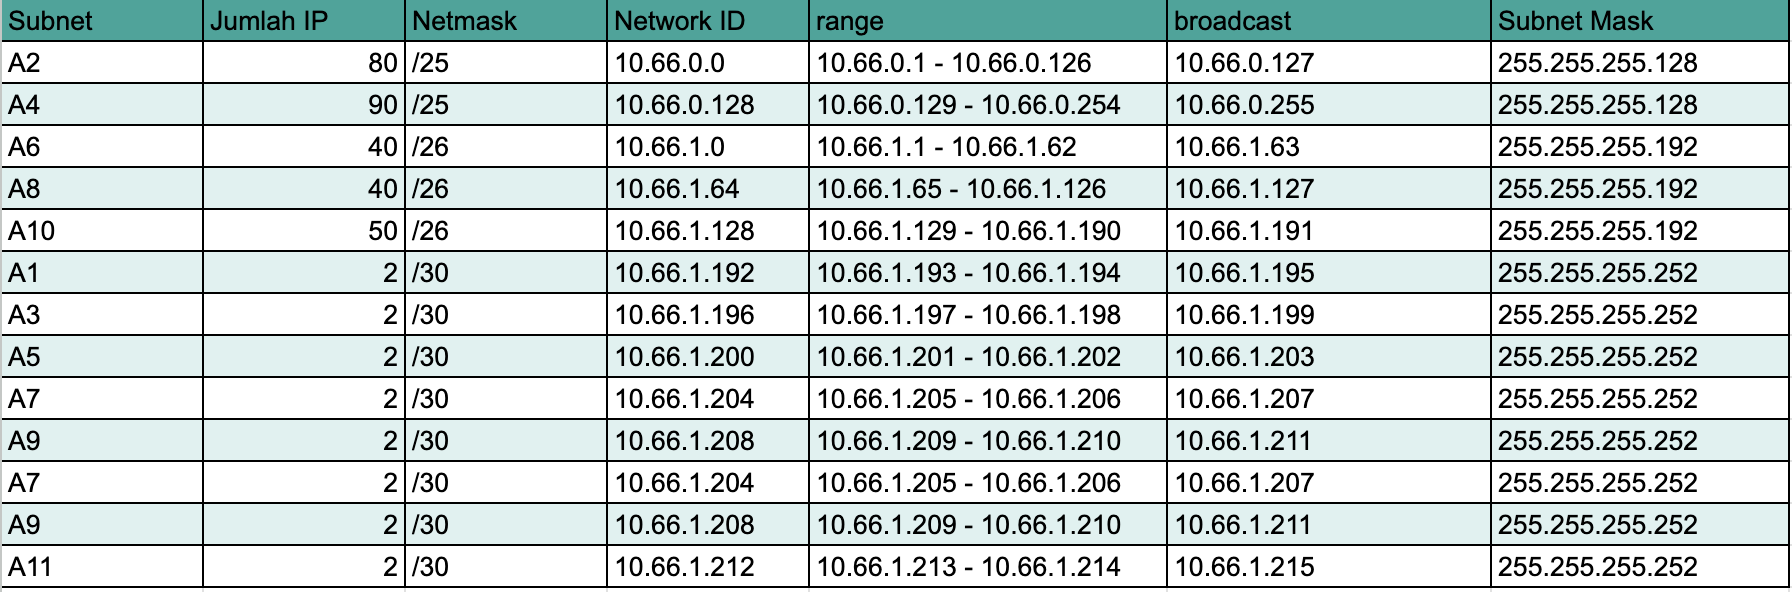 Subnet Jumlah IP Netmask Network ID range broadcast Subnet Mask
A2 80 /25 10.66.0.0 10.66.0.1 - 10.66.0.126 10.66.0.127 255.255.255.128
A4 90 /25 10.66.0.128 10.66.0.129 - 10.66.0.254 10.66.0.255 255.255.255.128
A6 40 /26 10.66.1.0 10.66.1.1 - 10.66.1.62 10.66.1.63 255.255.255.192
A8 40 /26 10.66.1.64 10.66.1.65 - 10.66.1.126 10.66.1.127 255.255.255.192
A10 50 /26 10.66.1.128 10.66.1.129 - 10.66.1.190 10.66.1.191 255.255.255.192
A1 2 /30 10.66.1.192 10.66.1.193 - 10.66.1.194 10.66.1.195 255.255.255.252
A3 2 /30 10.66.1.196 10.66.1.197 - 10.66.1.198 10.66.1.199 255.255.255.252
A5 2 /30 10.66.1.200 10.66.1.201 - 10.66.1.202 10.66.1.203 255.255.255.252
A7 2 /30 10.66.1.204 10.66.1.205 - 10.66.1.206 10.66.1.207 255.255.255.252
A9 2 /30 10.66.1.208 10.66.1.209 - 10.66.1.210 10.66.1.211 255.255.255.252
A7 2 /30 10.66.1.204 10.66.1.205 - 10.66.1.206 10.66.1.207 255.255.255.252
A9 2 /30 10.66.1.208 10.66.1.209 - 10.66.1.210 10.66.1.211 255.255.255.252
A11 2 /30 10.66.1.212 10.66.1.213 - 10.66.1.214 10.66.1.215 255.255.255.252